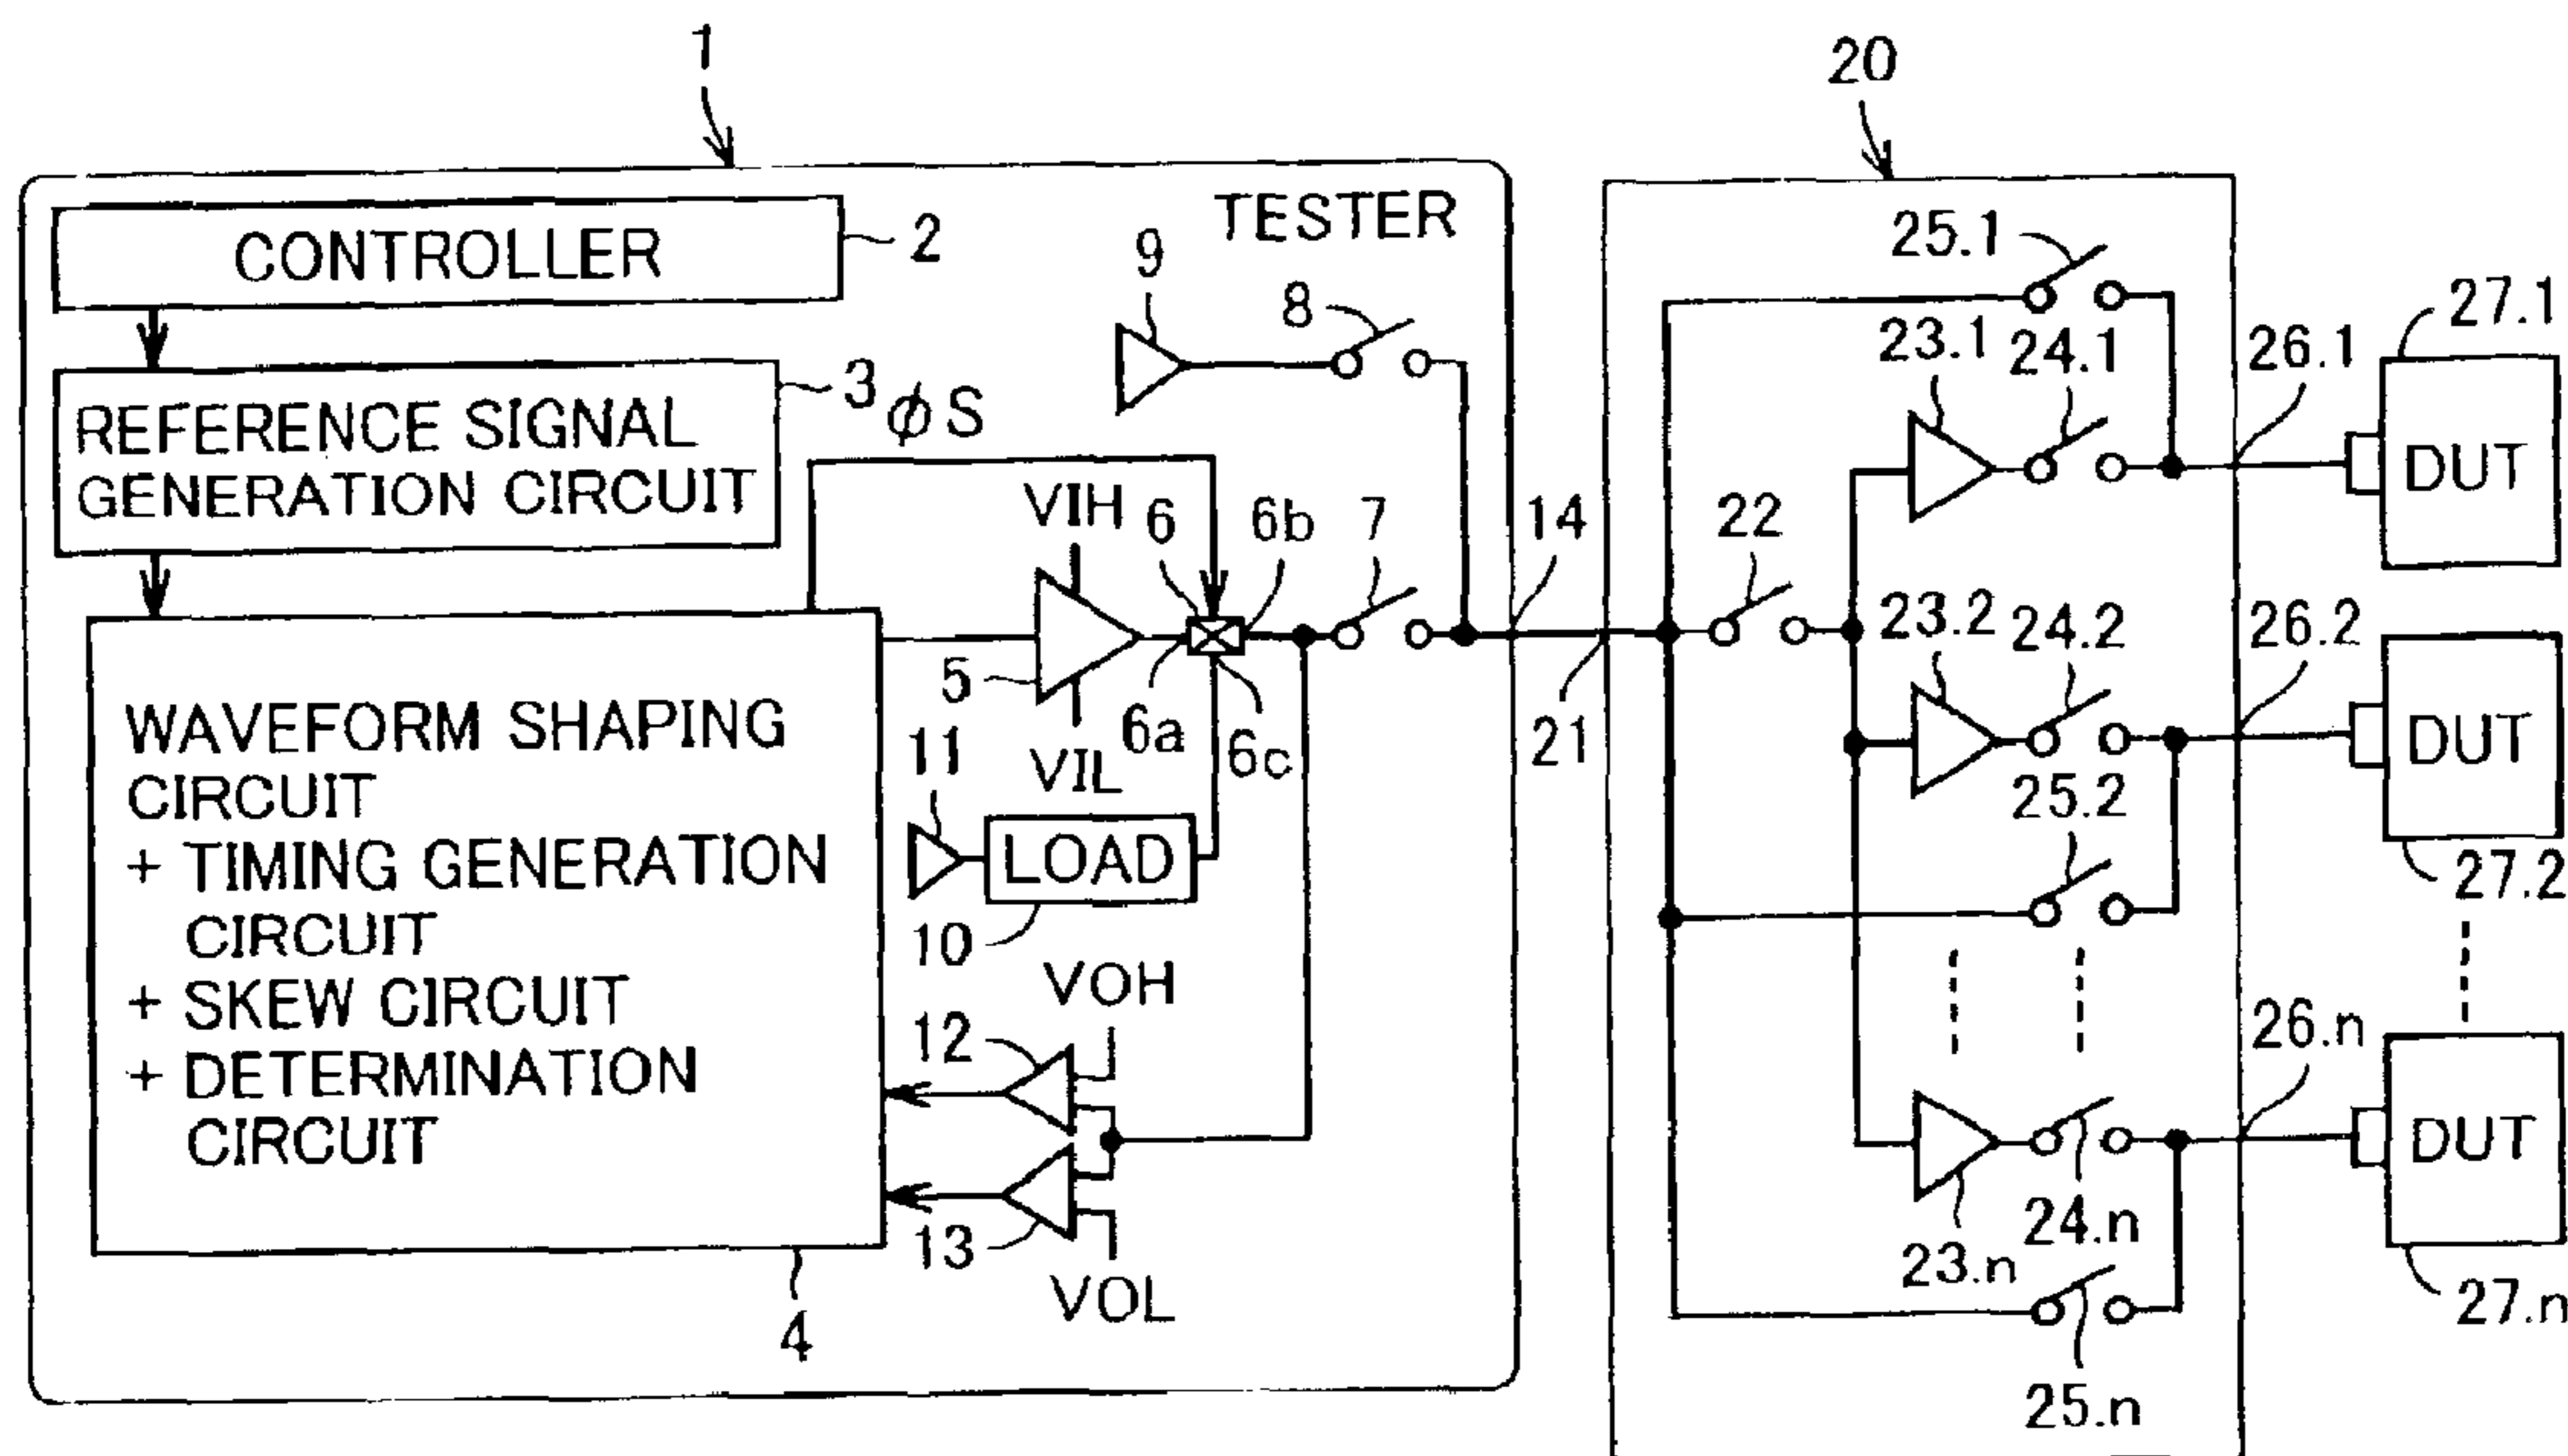 1
20
TESTER
CONTROLLER
2
9
8
25.1
23.1
24.1
27.1
26.1
DUT
REFERENCE SIGNAL
GENERATION CIRCUIT
3
φS
VIH
6
6b
7
14
22
5
6a
6c
VIL
21
23.2
24.2
26.2
DUT
27.2
25.2
WAVEFORM SHAPING
CIRCUIT
+ TIMING GENERATION
CIRCUIT
+ SKEW CIRCUIT
+ DETERMINATION
CIRCUIT
4
11
LOAD
10
VOH
12
13
VOL
26.n
DUT
27.n
24.n
23.n
25.n